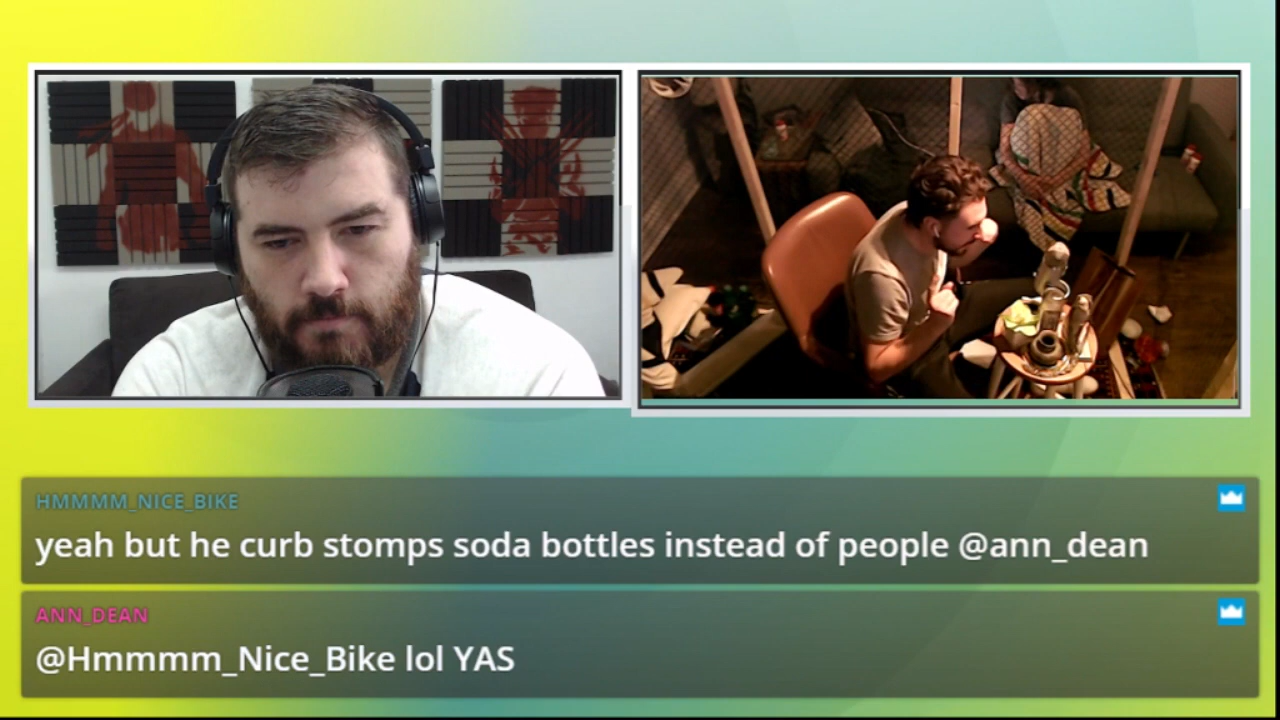 HMMMM_NICE_BIKE
yeah but he curb stomps soda bottles instead of people @ann_dean
ANN_DEAN
@Hmmmm_Nice_Bike lol YAS